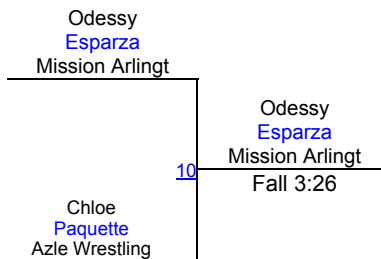 Odessy
Esparza
Mission Arlingt
Odessy
Esparza
Mission Arlingt
10
Fall 3:26
Chloe
Paquette
Azle Wrestling